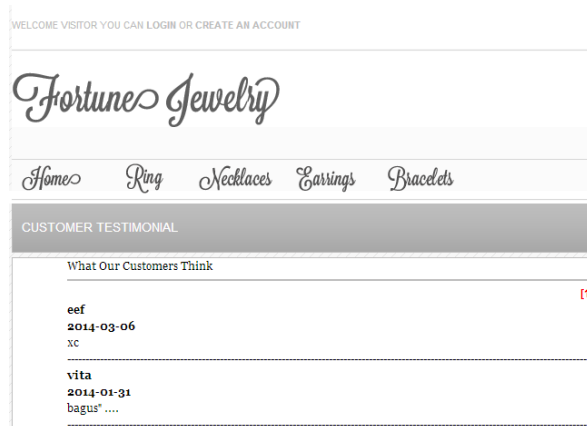 WELCOME VISITOR YOU CAN LOGIN OR CREATE AN ACCOUNT
Fortune Jewelry
Home Ring Necklaces Earrings Bracelets
CUSTOMER TESTIMONIAL
What Our Customers Think
[1
eef
2014-03-06
xc
vita
2014-01-31
bagus" ....